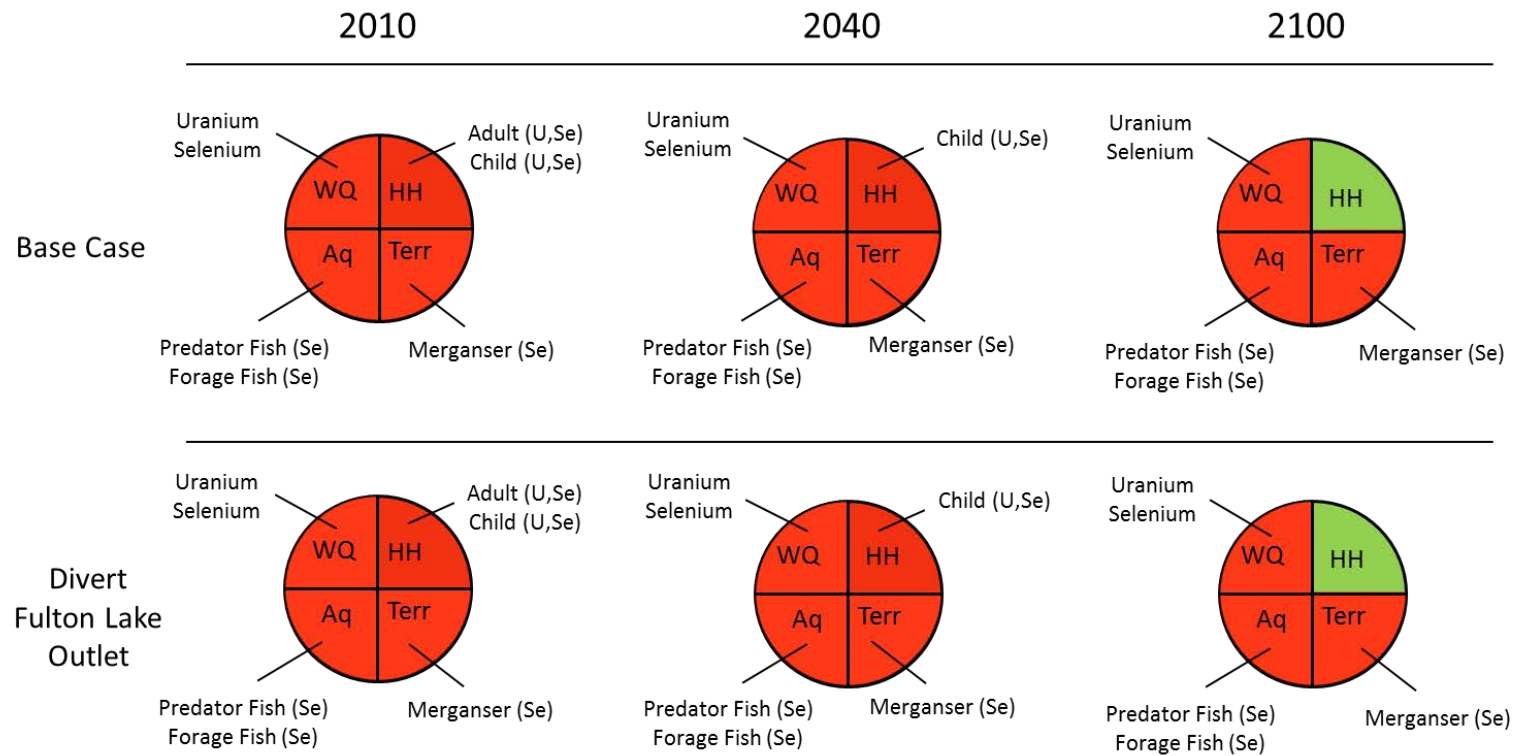 2010
2040
2100
Base Case
Uranium
Selenium
Adult (U,Se)
Child (U,Se)
WQ
HH
Aq
Terr
Predator Fish (Se)
Forage Fish (Se)
Merganser (Se)
Uranium
Selenium
Child (U,Se)
WQ
HH
Aq
Terr
Predator Fish (Se)
Forage Fish (Se)
Merganser (Se)
Uranium
Selenium
WQ
HH
Aq
Terr
Predator Fish (Se)
Forage Fish (Se)
Merganser (Se)
Divert
Fulton Lake
Outlet
Uranium
Selenium
Adult (U,Se)
Child (U,Se)
WQ
HH
Aq
Terr
Predator Fish (Se)
Forage Fish (Se)
Merganser (Se)
Uranium
Selenium
Child (U,Se)
WQ
HH
Aq
Terr
Predator Fish (Se)
Forage Fish (Se)
Merganser (Se)
Uranium
Selenium
WQ
HH
Aq
Terr
Predator Fish (Se)
Forage Fish (Se)
Merganser (Se)